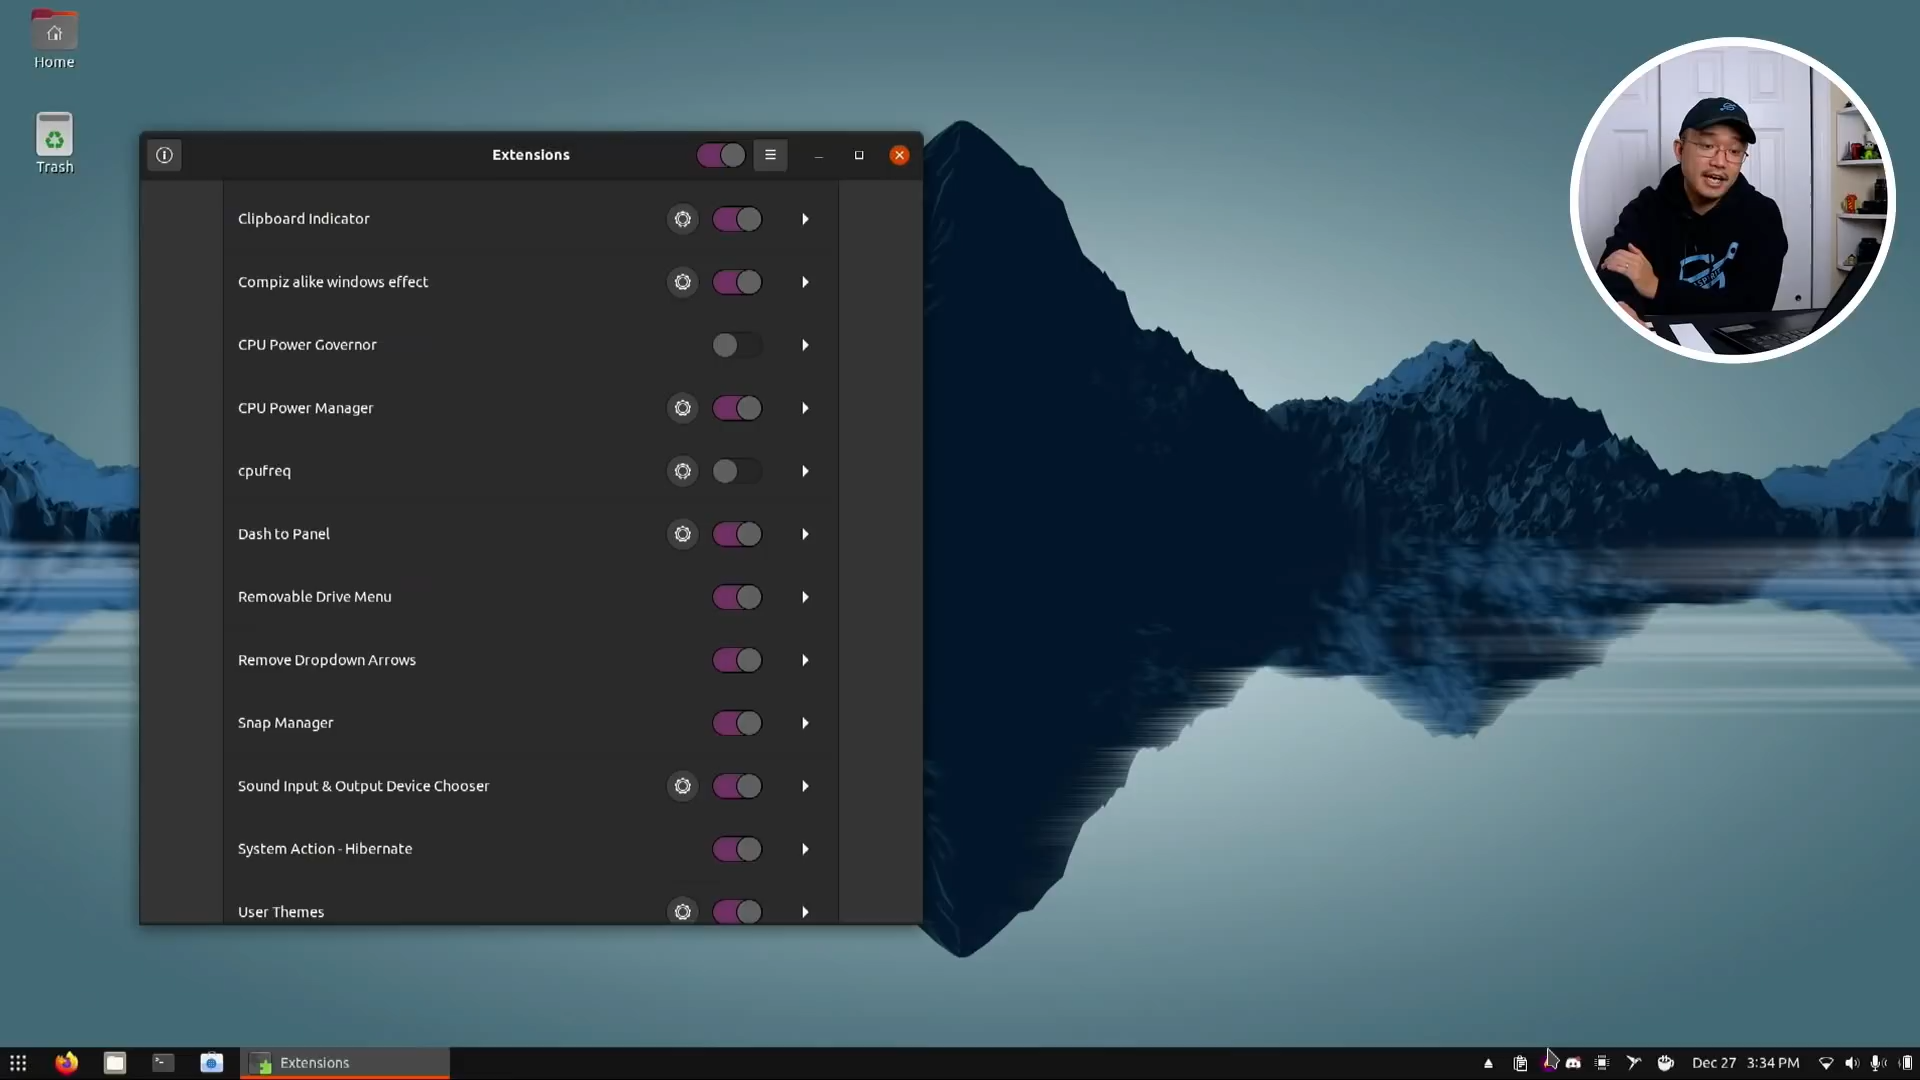 Home
Trash
Extensions
Clipboard Indicator
Compiz alike windows effect
CPU Power Governor
CPU Power Manager
cpufreq
Dash to Panel
Removable Drive Menu
Remove Dropdown Arrows
Snap Manager
Sound Input & Output Device Chooser
System Action - Hibernate
User Themes
Extensions
Dec 27 3:34 PM